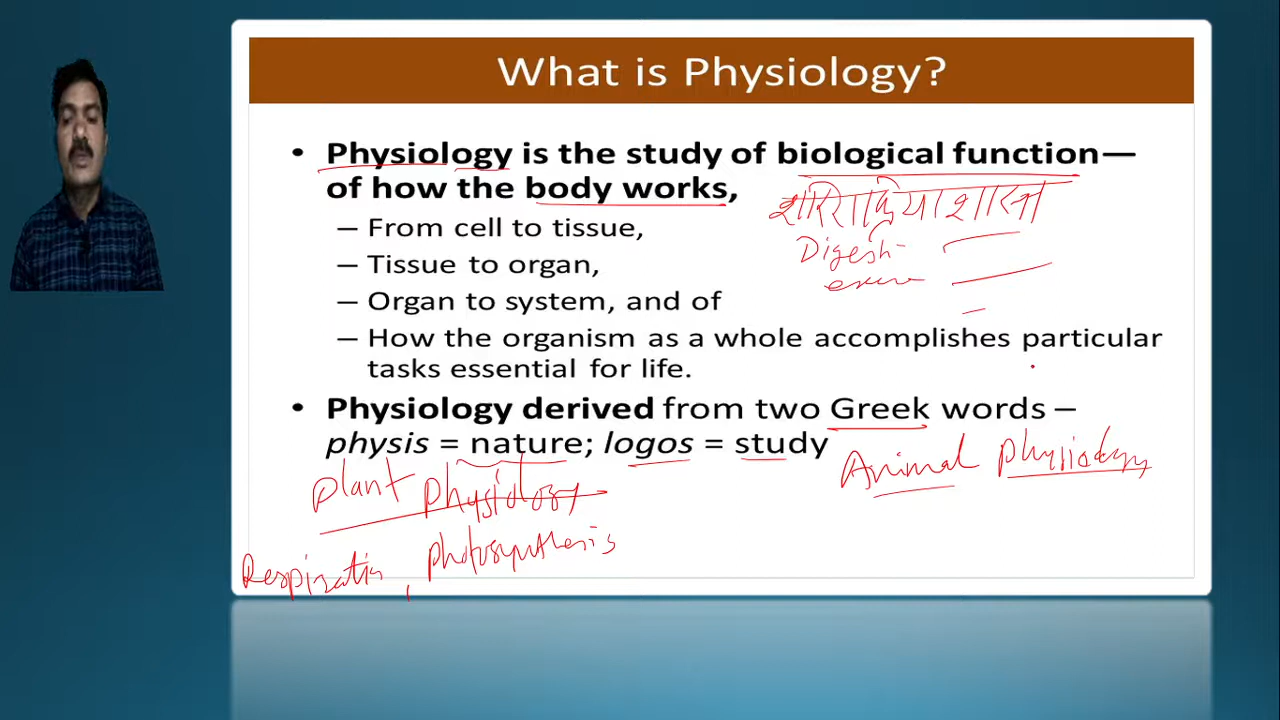 What is Physiology?
• Physiology is the study of biological function—
of how the body works,
शरिराक्रियाशास्त्र
– From cell to tissue,
Digesti-
– Tissue to organ,
– Organ to system, and of
– How the organism as a whole accomplishes particular
tasks essential for life.
• Physiology derived from two Greek words –
physis = nature; logos = study
Animal physiology
plant physiology
Respiration, photosynthesis